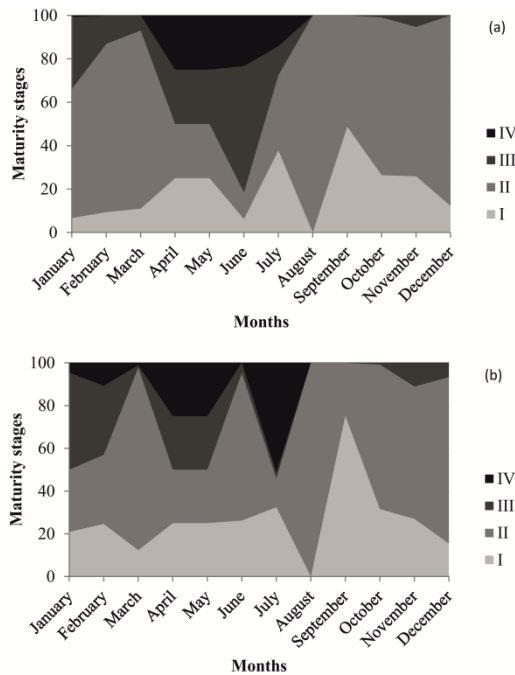 (a)
Maturity stages
100
80
60
40
20
0
IV
III
II
I
January
February
March
April
May
June
July
August
September
October
November
December
Months
(b)
Maturity stages
100
80
60
40
20
0
IV
III
II
I
January
February
March
April
May
June
July
August
September
October
November
December
Months